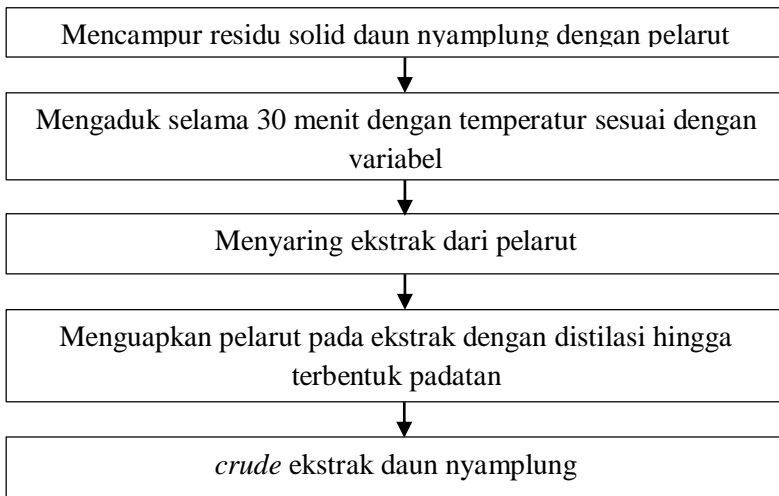 Mencampur residu solid daun nyamplung dengan pelarut
Mengaduk selama 30 menit dengan temperatur sesuai dengan
variabel
Menyaring ekstrak dari pelarut
Menguapkan pelarut pada ekstrak dengan distilasi hingga
terbentuk padatan
crude ekstrak daun nyamplung